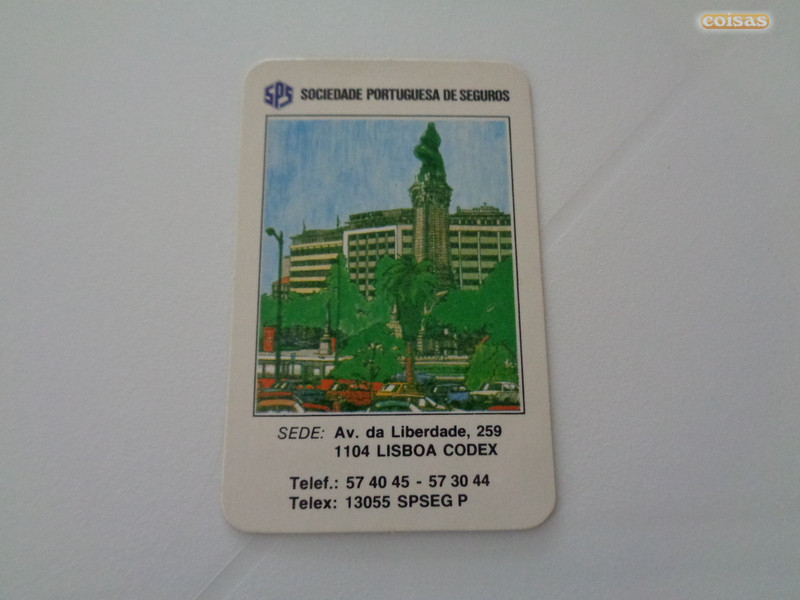 coisas
SPS SOCIEDADE PORTUGUESA DE SEGUROS
SEDE: Av. da Liberdade, 259
1104 LISBOA CODEX
Telef.: 57 40 45 - 57 30 44
Telex: 13055 SPSEG P